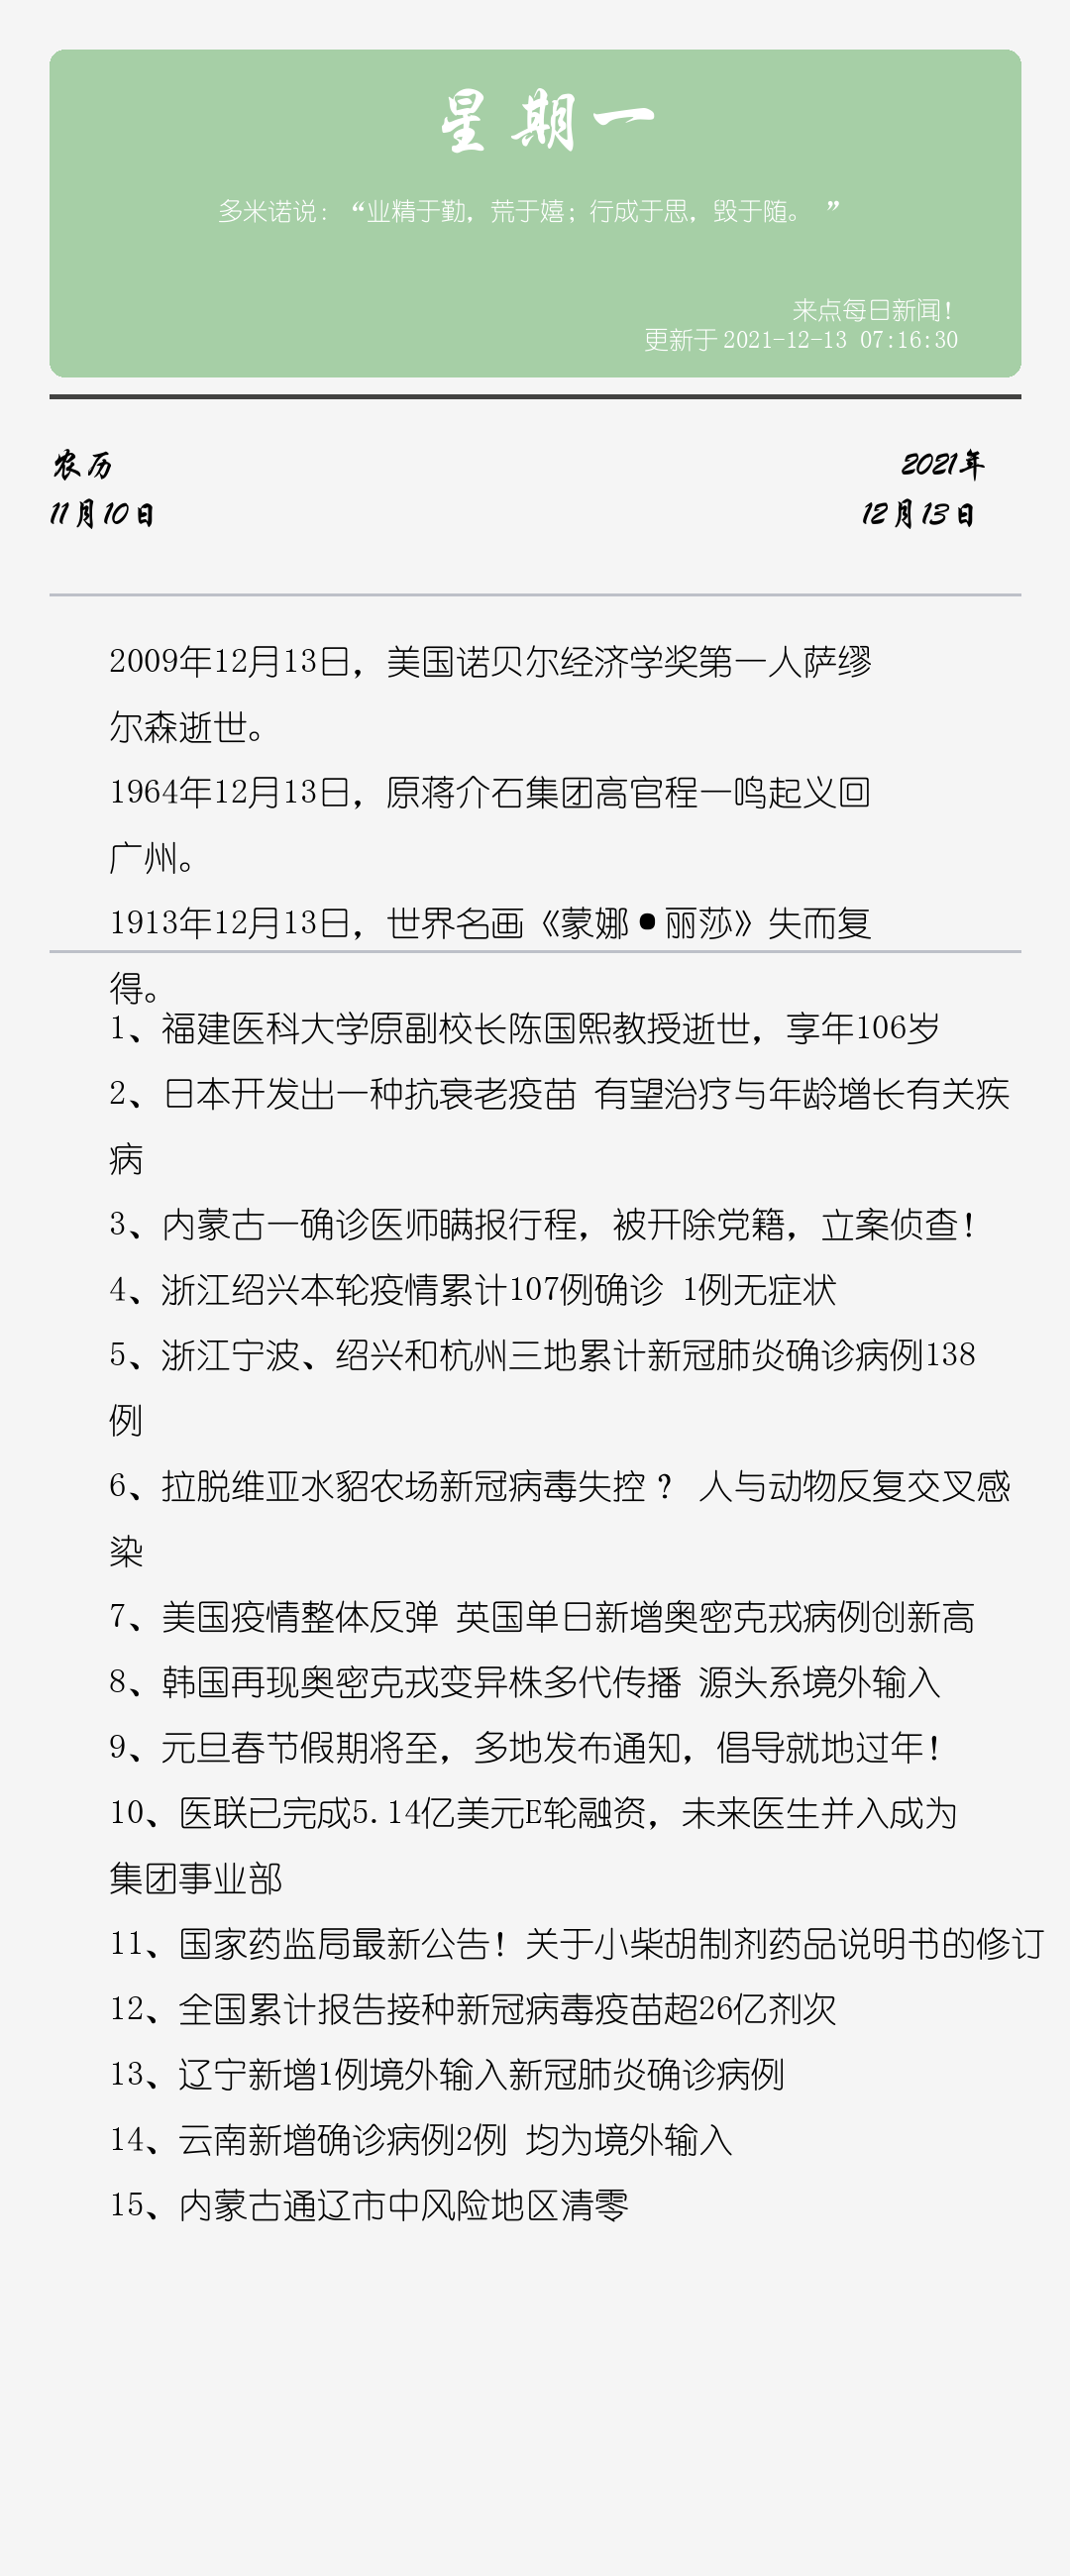 星期一
多米诺说：“业精于勤，荒于嬉；行成于思，毁于随。 ”
来点每日新闻！
更新于 2021-12-13 07:16:30
农历
2021年
11月10日
12月13日
2009年12月13日，美国诺贝尔经济学奖第一人萨缪
尔森逝世。
1964年12月13日，原蒋介石集团高官程一鸣起义回
广州。
1913年12月13日，世界名画《蒙娜●丽莎》失而复
得。
1、福建医科大学原副校长陈国熙教授逝世，享年106岁
2、日本开发出一种抗衰老疫苗 有望治疗与年龄增长有关疾
病
3、内蒙古一确诊医师瞒报行程，被开除党籍，立案侦查！
4、浙江绍兴本轮疫情累计107例确诊 1例无症状
5、浙江宁波、绍兴和杭州三地累计新冠肺炎确诊病例138
例
6、拉脱维亚水貂农场新冠病毒失控？ 人与动物反复交叉感
染
7、美国疫情整体反弹 英国单日新增奥密克戎病例创新高
8、韩国再现奥密克戎变异株多代传播 源头系境外输入
9、元旦春节假期将至，多地发布通知，倡导就地过年！
10、医联已完成5.14亿美元E轮融资，未来医生并入成为
集团事业部
11、国家药监局最新公告！关于小柴胡制剂药品说明书的修订
12、全国累计报告接种新冠病毒疫苗超26亿剂次
13、辽宁新增1例境外输入新冠肺炎确诊病例
14、云南新增确诊病例2例 均为境外输入
15、内蒙古通辽市中风险地区清零